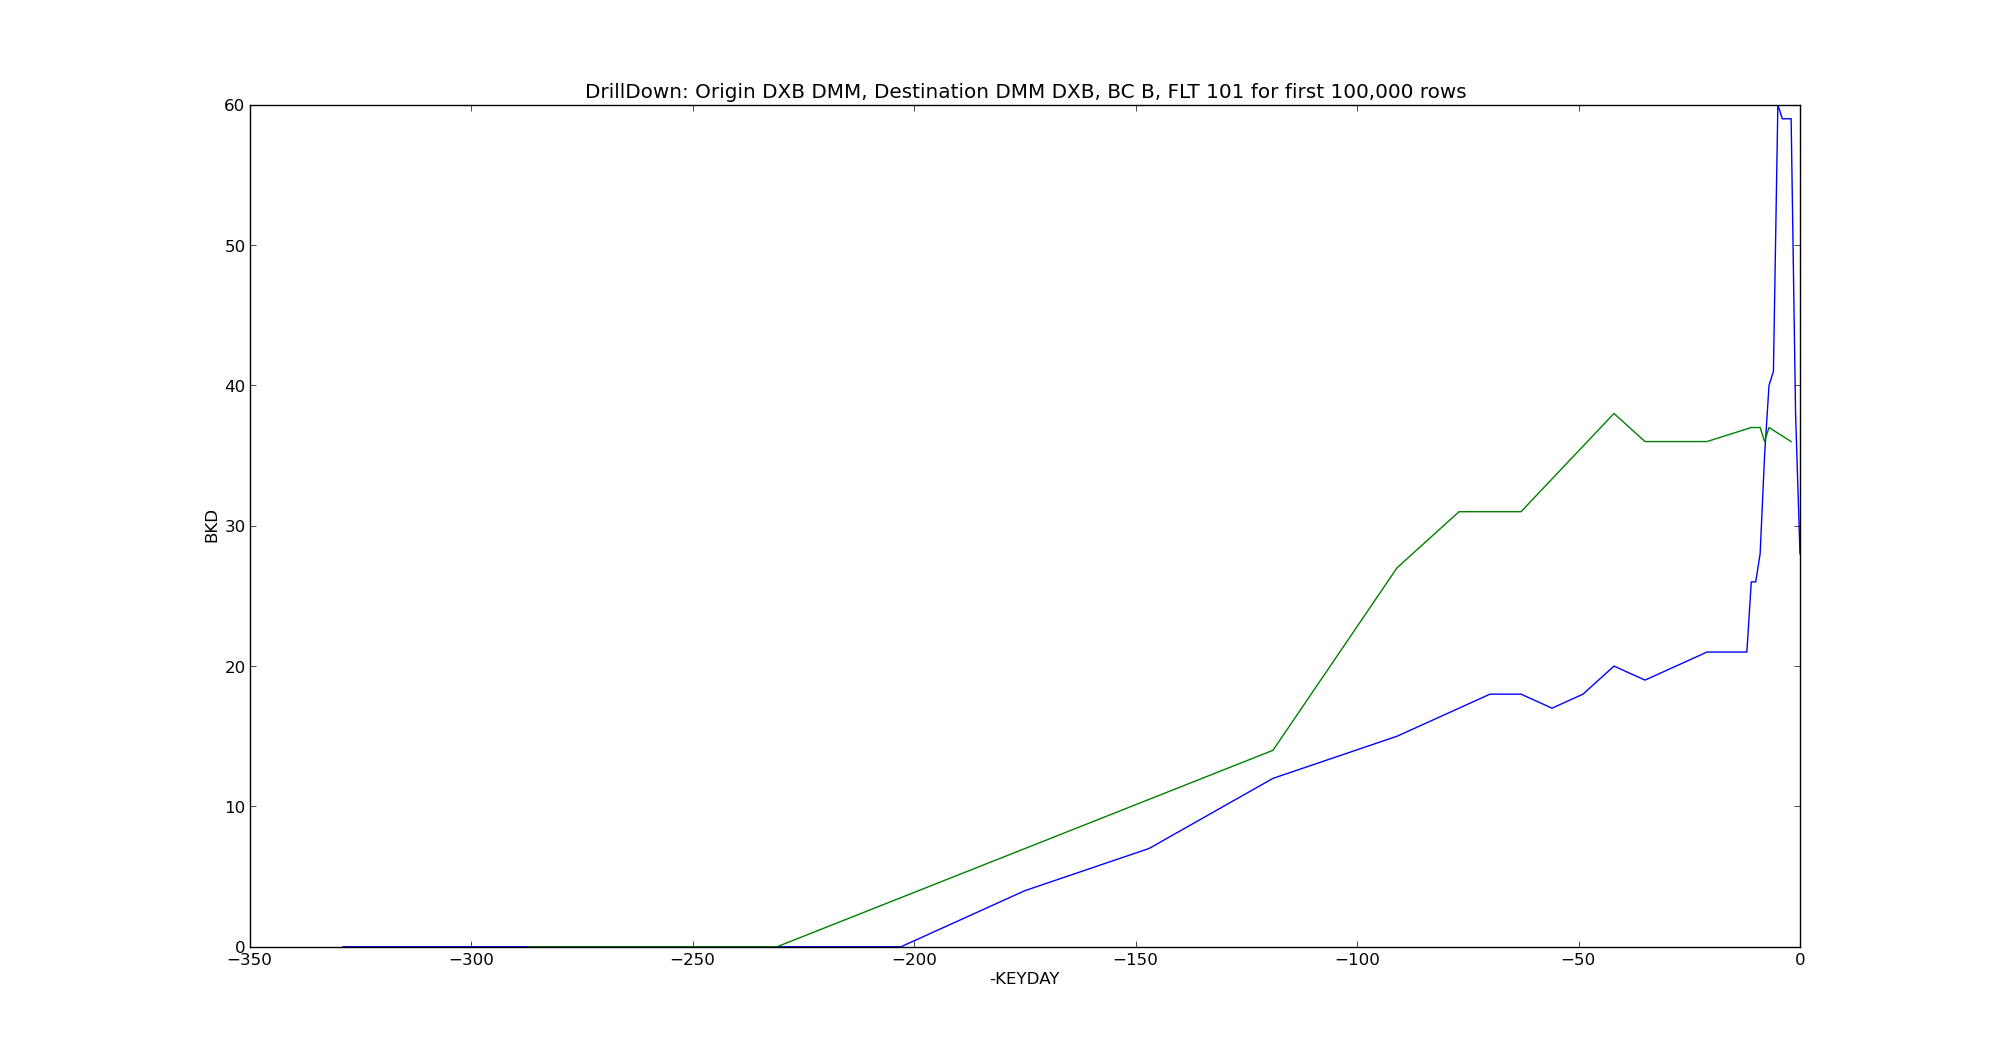 DrillDown: Origin DXB DMM, Destination DMM DXB, BC B, FLT 101 for first 100,000 rows
60
50
40
30
20
10
0
BKD
−350 −300 −250 −200 −150 −100 −50 0
-KEYDAY